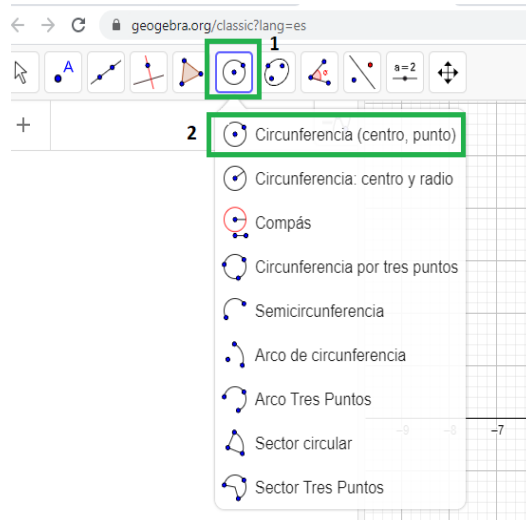 geogebra.org/classic?lang=es
1
A
a=2
2
Circunferencia (centro, punto)
Circunferencia: centro y radio
Compás
Circunferencia por tres puntos
Semicircunferencia
Arco de circunferencia
Arco Tres Puntos
-9 -8 -7
Sector circular
Sector Tres Puntos